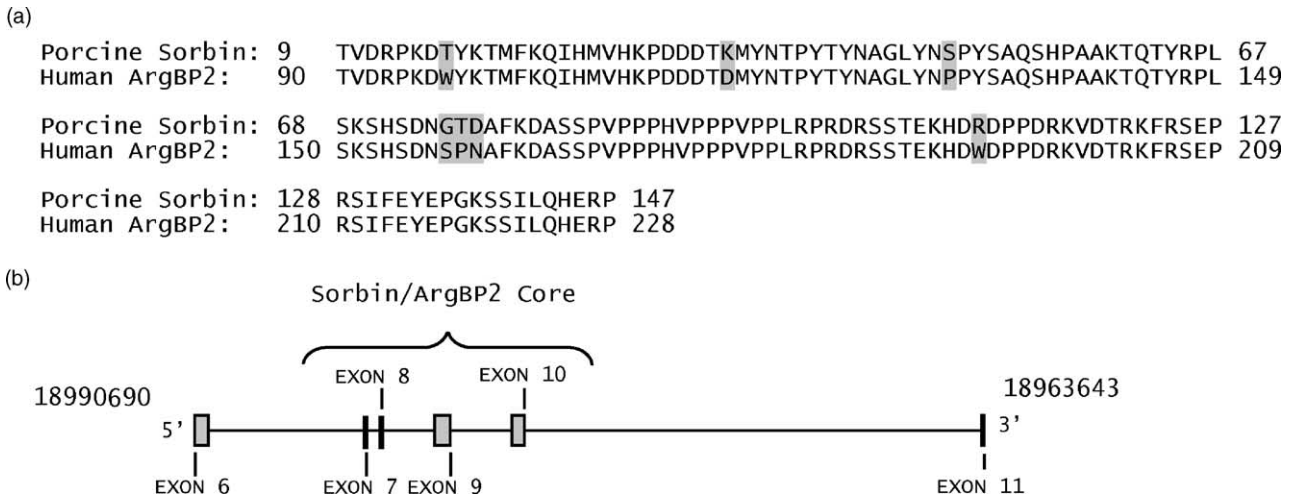 (a)
Porcine Sorbin: 9 TVDRPKDTYKTMFKQIHMVHKPDDDTKMYNTPYTYNAGLYNSPYSAQSHPAAKTQTYRPL 67
Human ArgBP2: 90 TVDRPKDWYKTMFKQIHMVHKPDDDTDMYNTPYTYNAGLYNPPYSAQSHPAAKTQTYRPL 149
Porcine Sorbin: 68 SKSHSDNGTDAFKDASSPVPPPHVPPPVPPLRPRDRSSTEKHDRDPPDRKVDTRKFRSEP 127
Human ArgBP2: 150 SKSHSDNSPNAFKDASSPVPPPHVPPPVPPLRPRDRSSTEKHDWDPPDRKVDTRKFRSEP 209
Porcine Sorbin: 128 RSIFEYEPGKSSILQHERP 147
Human ArgBP2: 210 RSIFEYEPGKSSILQHERP 228
(b)
Sorbin/ArgBP2 Core
EXON 8 EXON 10
18990690 18963643
5' 3'
EXON 6 EXON 7 EXON 9 EXON 11